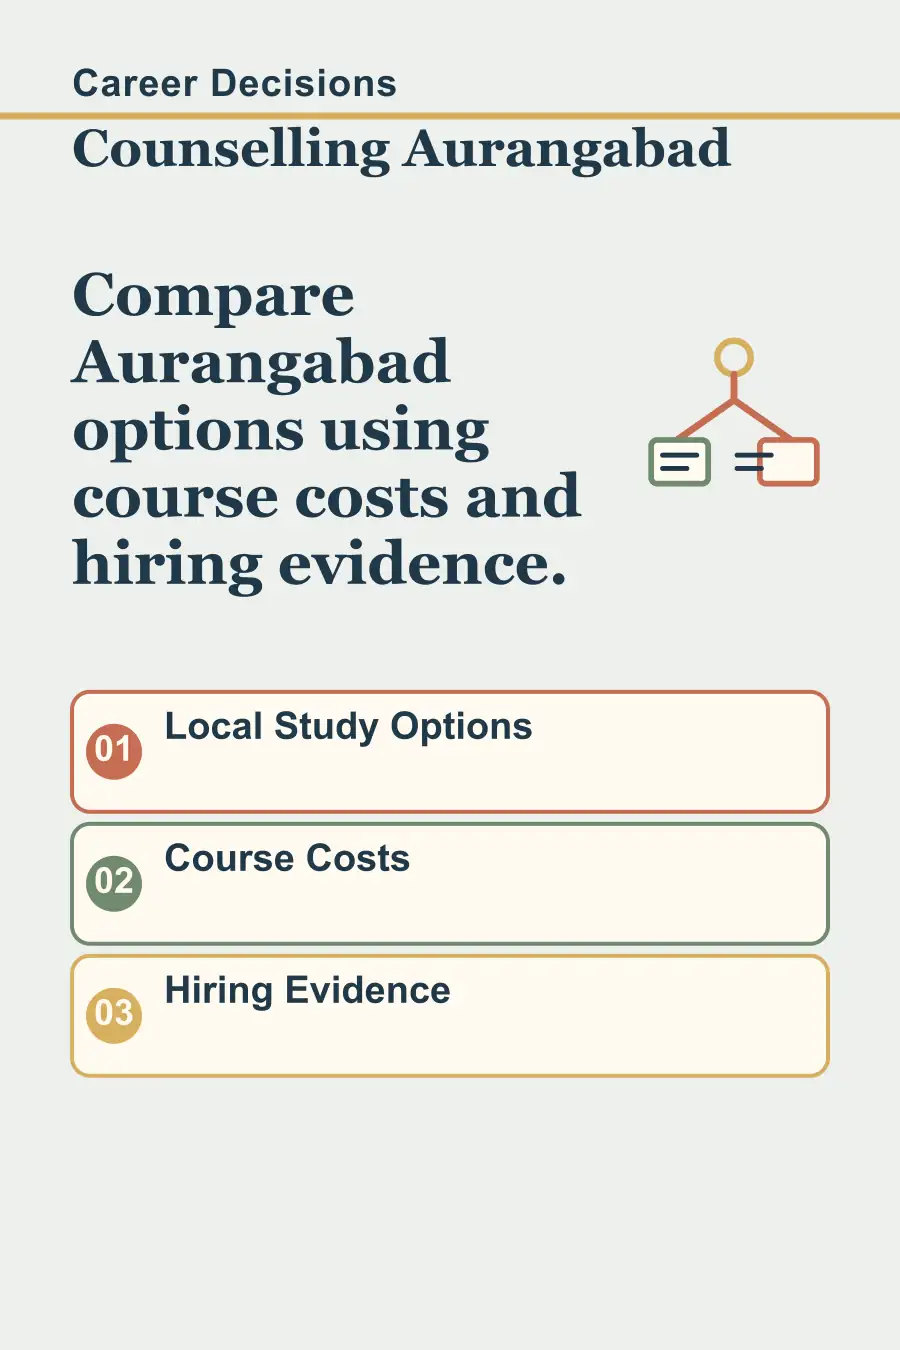 Career Decisions
Counselling Aurangabad
Compare
Aurangabad
options using
course costs and
hiring evidence.
01
Local Study Options
02
Course Costs
03
Hiring Evidence